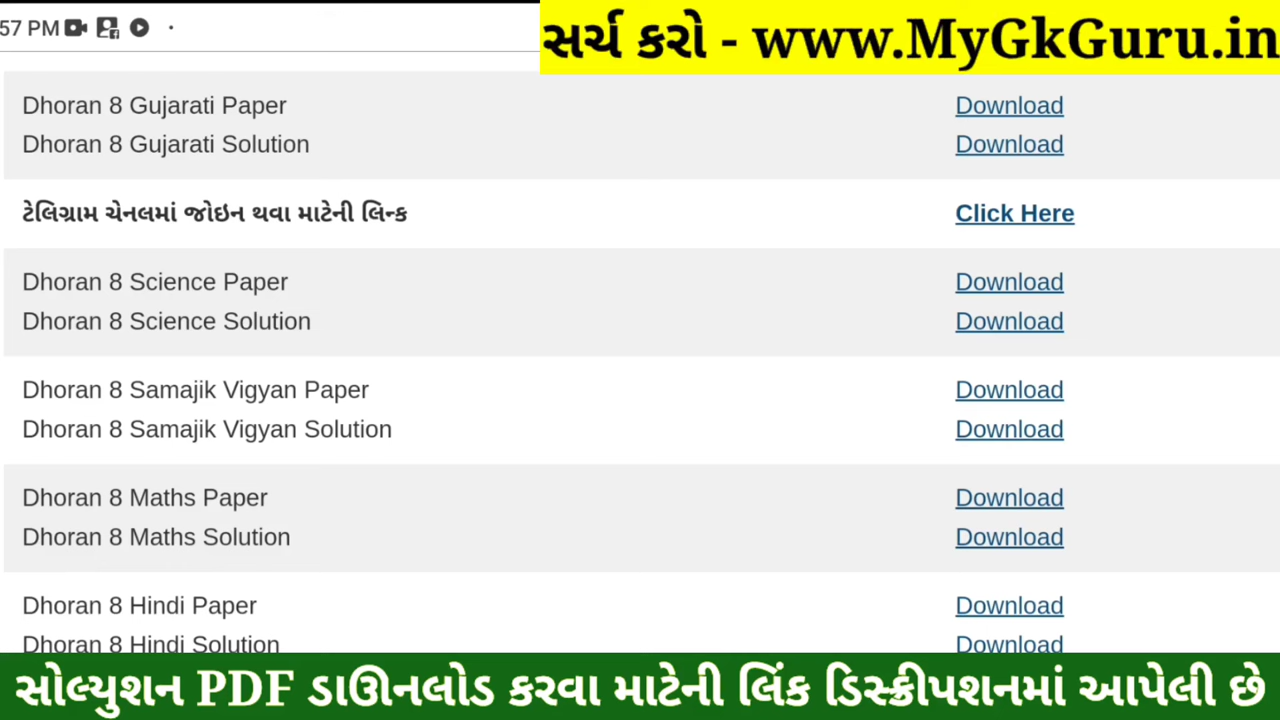 57 PM
સર્ચ કરો - www.MyGkGuru.in
Dhoran 8 Gujarati Paper Download
Dhoran 8 Gujarati Solution Download
ટેલિગ્રામ ચેનલમાં જોઇન થવા માટેની લિન્ક Click Here
Dhoran 8 Science Paper Download
Dhoran 8 Science Solution Download
Dhoran 8 Samajik Vigyan Paper Download
Dhoran 8 Samajik Vigyan Solution Download
Dhoran 8 Maths Paper Download
Dhoran 8 Maths Solution Download
Dhoran 8 Hindi Paper Download
Dhoran 8 Hindi Solution Download
સોલ્યુશન PDF ડાઊનલોડ કરવા માટેની લિંક ડિસ્ક્રીપશનમાં આપેલી છે